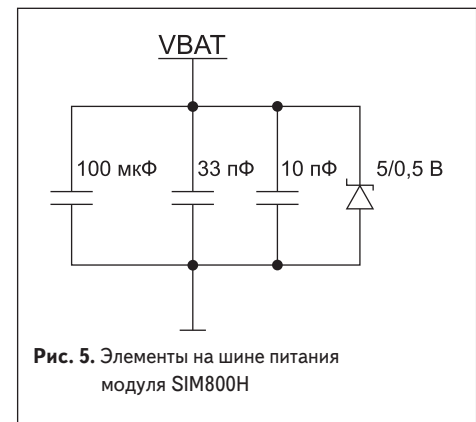 VBAT
100 мкФ
33 пФ
10 пФ
5/0,5 В
Рис. 5. Элементы на шине питания
модуля SIM800H